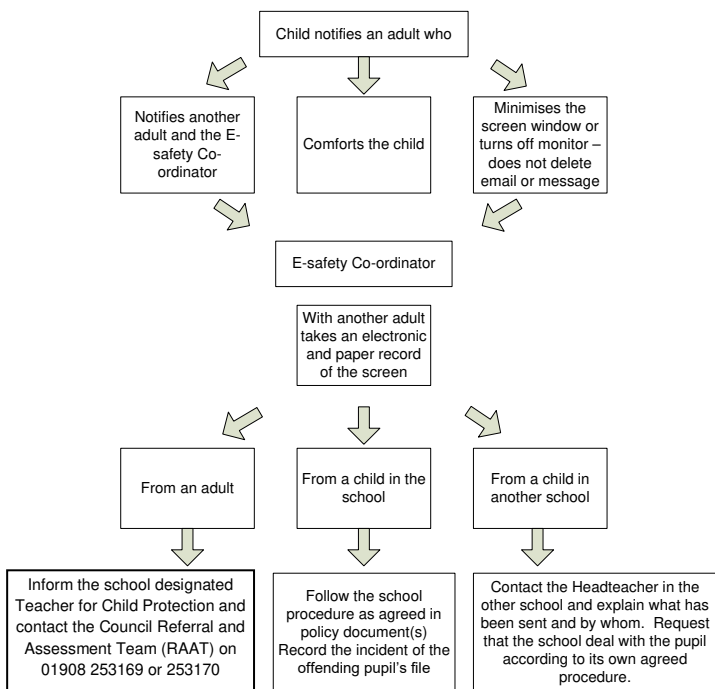 Child notifies an adult who
Notifies another
adult and the E-
safety Co-
ordinator
Comforts the child
Minimises the
screen window or
turns off monitor –
does not delete
email or message
E-safety Co-ordinator
With another adult
takes an electronic
and paper record
of the screen
From an adult
From a child in the
school
From a child in
another school
Inform the school designated
Teacher for Child Protection and
contact the Council Referral and
Assessment Team (RAAT) on
01908 253169 or 253170
Follow the school
procedure as agreed in
policy document(s)
Record the incident of the
offending pupil's file
Contact the Headteacher in the
other school and explain what has
been sent and by whom. Request
that the school deal with the pupil
according to its own agreed
procedure.